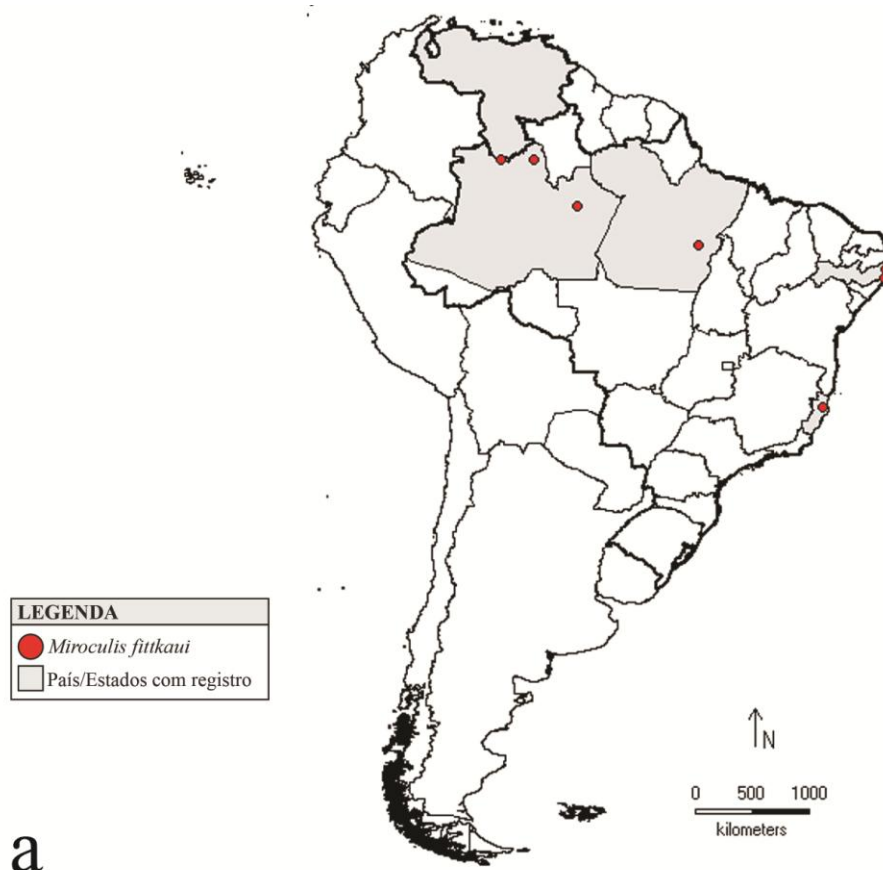 LEGENDA
Miroculis fittkaui
País/Estados com registro
N
0 500 1000
kilometers
a